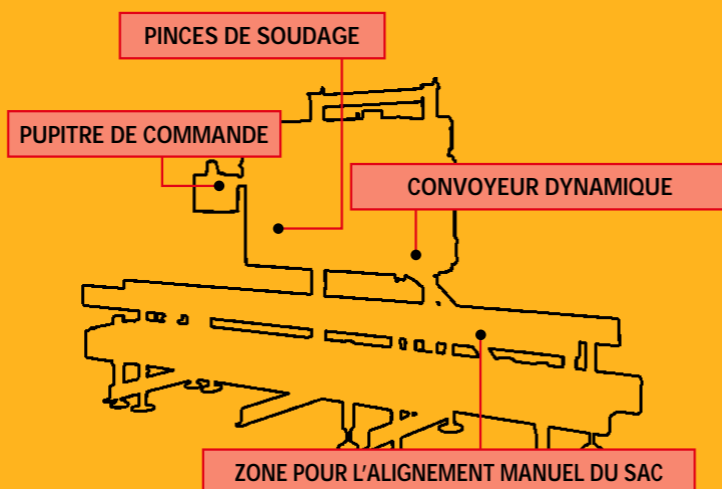 PINCES DE SOUDAGE
PUPITRE DE COMMANDE
CONVOYEUR DYNAMIQUE
ZONE POUR L'ALIGNEMENT MANUEL DU SAC